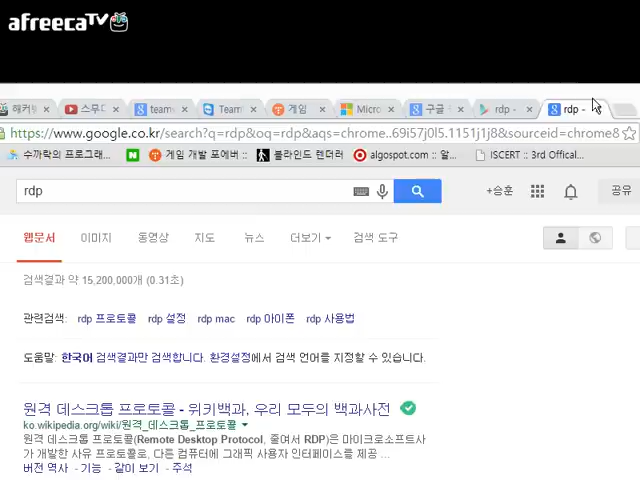 afreecaTV
해커
스무디
team
Team
게임
Micro
구글
rdp -
rdp -
https://www.google.co.kr/search?q=rdp&oq=rdp&aqs=chrome..69i57j0l5.1151j1j8&sourceid=chrome&
수까락의 프로그래... N 게임 개발 포에버 :: 블라인드 렌더러 algospot.com :: 알... ISCERT :: 3rd Offical...
rdp +승훈 공유
웹문서 이미지 동영상 지도 뉴스 더보기 검색 도구
검색결과 약 15,200,000개 (0.31초)
관련검색: rdp 프로토콜 rdp 설정 rdp mac rdp 아이폰 rdp 사용법
도움말: 한국어 검색결과만 검색합니다. 환경설정에서 검색 언어를 지정할 수 있습니다.
원격 데스크톱 프로토콜 - 위키백과, 우리 모두의 백과사전
ko.wikipedia.org/wiki/원격_데스크톱_프로토콜
원격 데스크톱 프로토콜(Remote Desktop Protocol, 줄여서 RDP)은 마이크로소프트사
가 개발한 사유 프로토콜로, 다른 컴퓨터에 그래픽 사용자 인터페이스를 제공 ...
버전 역사 - 기능 - 같이 보기 - 주석